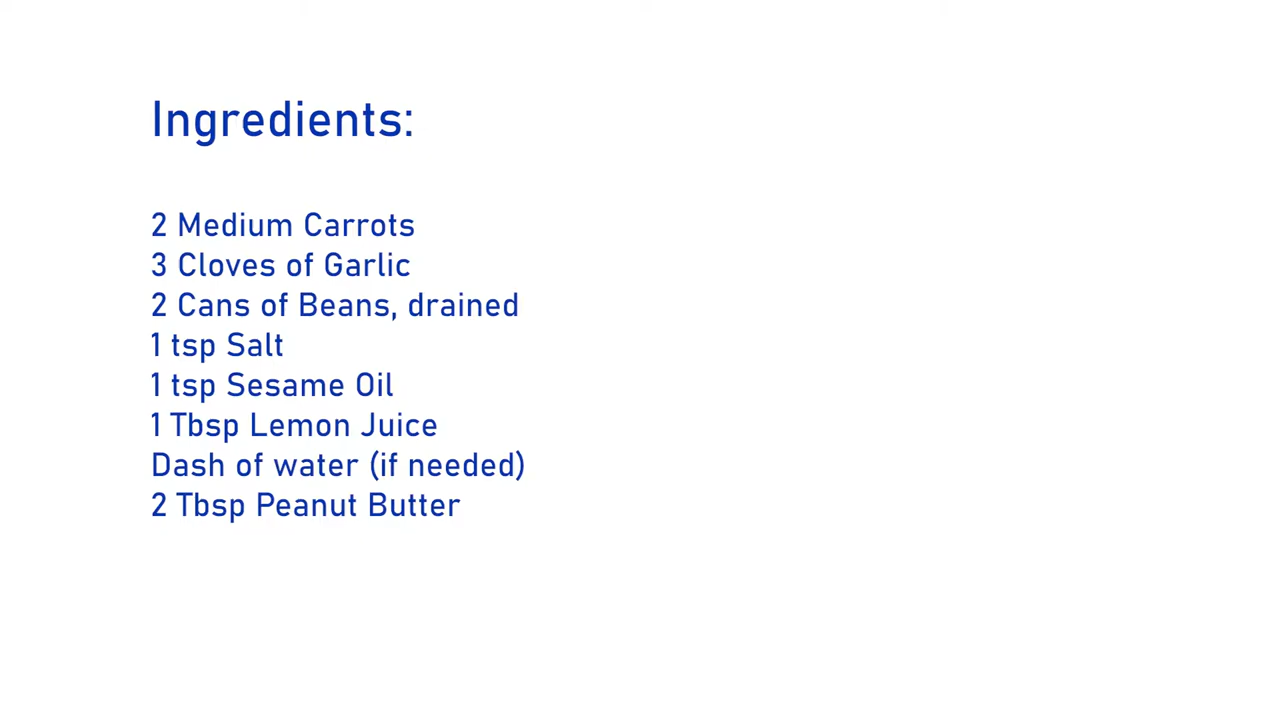 Ingredients:
2 Medium Carrots
3 Cloves of Garlic
2 Cans of Beans, drained
1 tsp Salt
1 tsp Sesame Oil
1 Tbsp Lemon Juice
Dash of water (if needed)
2 Tbsp Peanut Butter